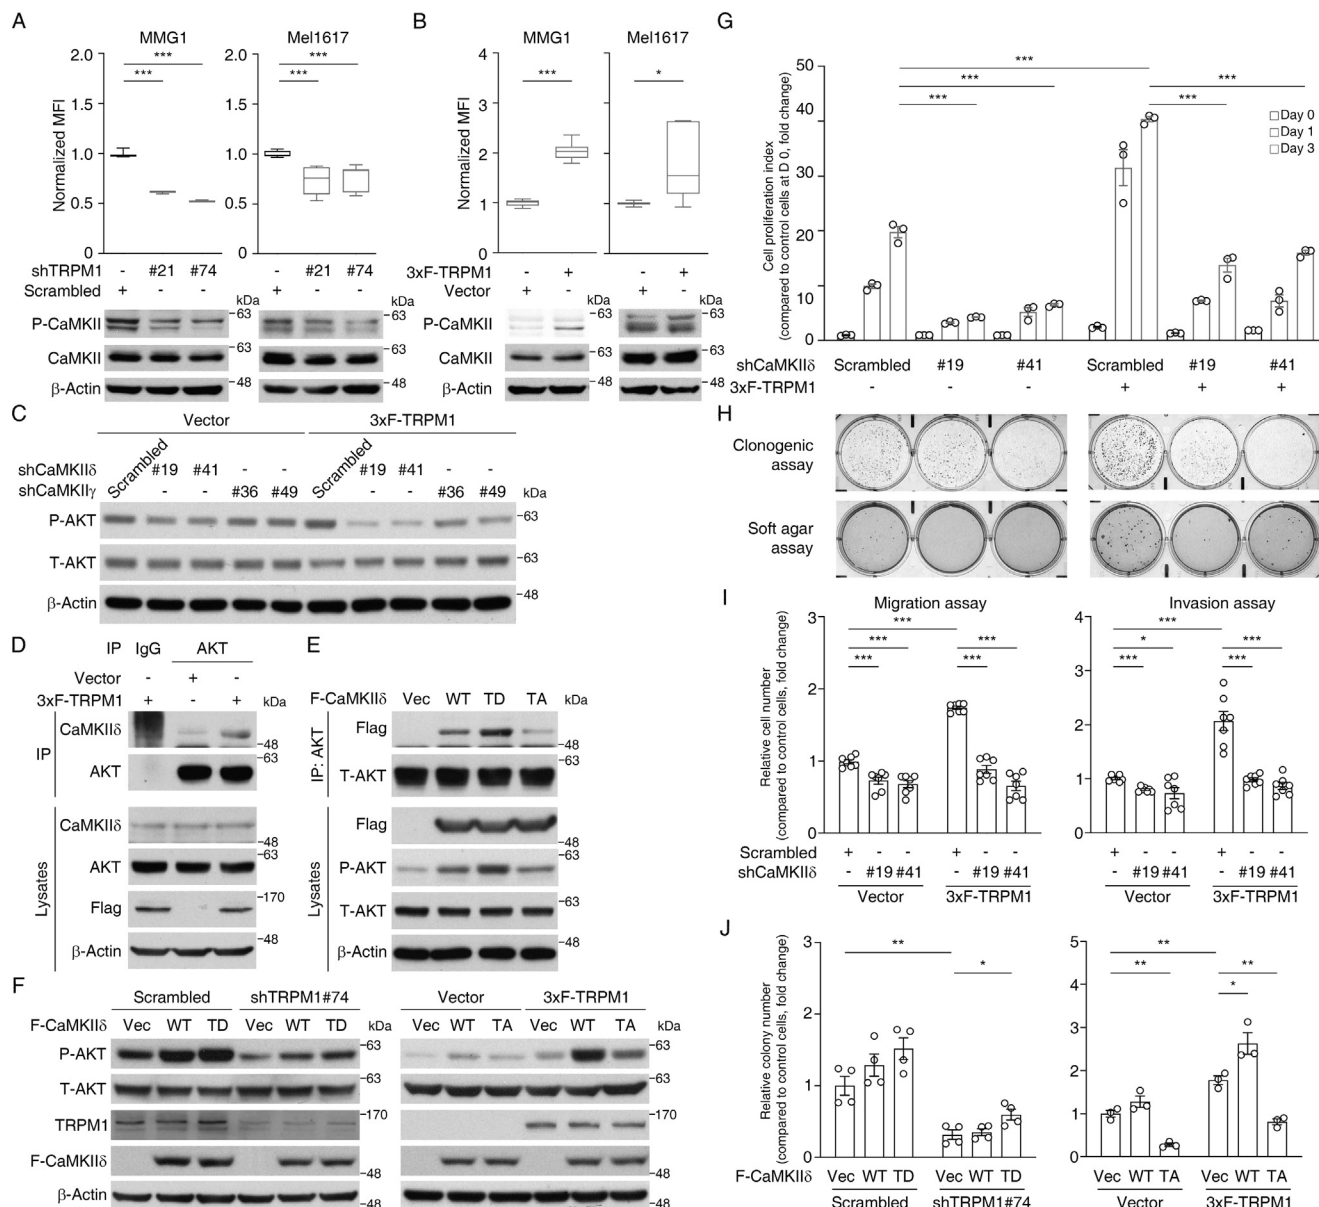 A
MMG1
Mel1617
Normalized MFI
2.0
1.5
1.0
0.5
0
2.0
1.5
1.0
0.5
0
***
***
***
***
shTRPM1 - #21 #74 - #21 #74
Scrambled + - - + - -
kDa
kDa
P-CaMKII
63
63
CaMKII
63
63
β-Actin
48
48
B
MMG1
Mel1617
Normalized MFI
4
3
2
1
0
***
*
3xF-TRPM1 - + - +
Vector + - + -
kDa
kDa
P-CaMKII
63
63
CaMKII
63
63
β-Actin
48
48
C
Vector
3xF-TRPM1
shCaMKIIδ Scrambled #19 #41 - - Scrambled #19 #41 - -
shCaMKIIγ - - #36 #49 - - #36 #49
kDa
P-AKT
63
T-AKT
63
β-Actin
48
D
IP IgG AKT
Vector - + -
3xF-TRPM1 + - +
kDa
IP
CaMKIIδ
48
AKT
63
Lysates
CaMKIIδ
48
AKT
63
Flag
170
β-Actin
48
E
F-CaMKIIδ Vec WT TD TA
kDa
IP: AKT
Flag
48
T-AKT
63
Lysates
Flag
48
P-AKT
63
T-AKT
63
β-Actin
48
F
Scrambled
shTRPM1#74
Vector
3xF-TRPM1
F-CaMKIIδ Vec WT TD Vec WT TD
kDa
Vec WT TA Vec WT TA
kDa
P-AKT
63
63
T-AKT
63
63
TRPM1
170
170
F-CaMKIIδ
48
48
β-Actin
48
48
G
Cell proliferation index
(compared to control cells at D 0, fold change)
50
40
30
20
10
0
***
***
***
***
***
Day 0
Day 1
Day 3
shCaMKIIδ Scrambled #19 #41 Scrambled #19 #41
3xF-TRPM1 - - - + + +
H
Clonogenic
assay
Soft agar
assay
I
Migration assay
Invasion assay
Relative cell number
(compared to control cells, fold change)
3
2
1
0
***
***
***
***
***
4
3
2
1
0
***
*
***
***
***
Scrambled + - - + - - + - - + - -
shCaMKIIδ - #19 #41 - #19 #41 - #19 #41 - #19 #41
Vector
3xF-TRPM1
Vector
3xF-TRPM1
J
Relative colony number
(compared to control cells, fold change)
3
2
1
0
**
*
5
4
3
2
1
0
**
**
**
*
F-CaMKIIδ Vec WT TD Vec WT TD Vec WT TA Vec WT TA
Scrambled
shTRPM1#74
Vector
3xF-TRPM1